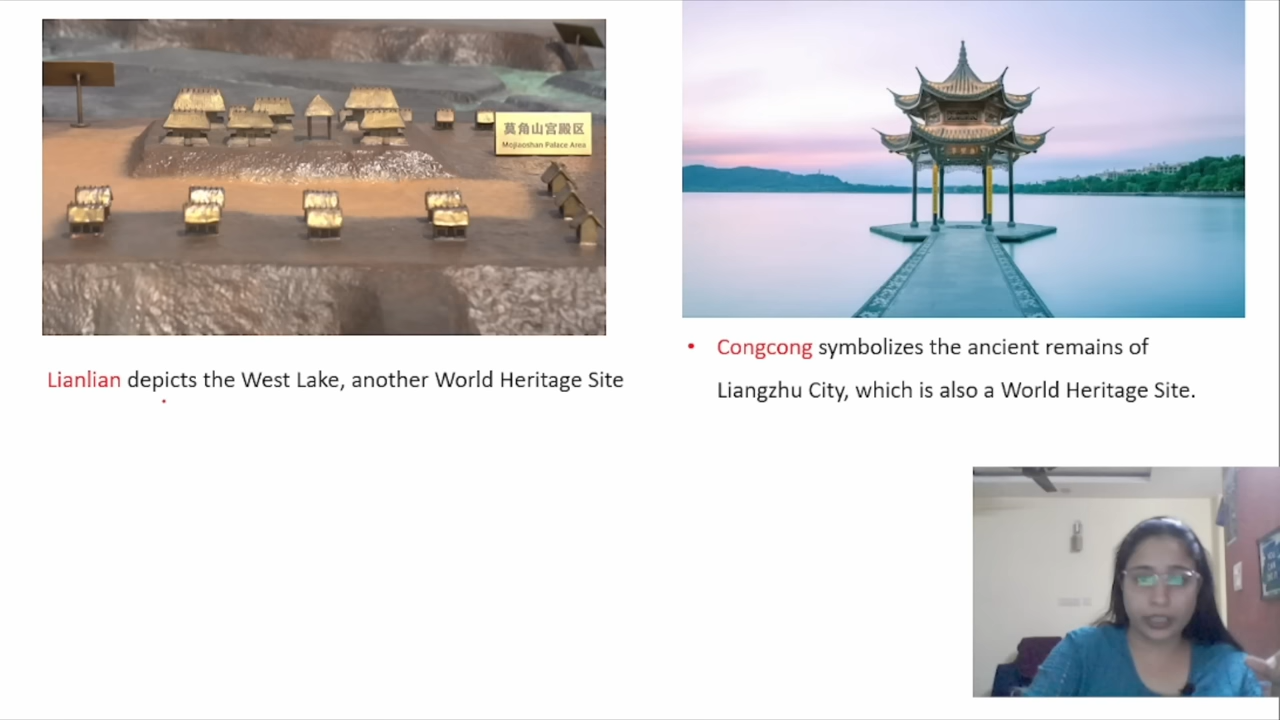 莫角山宫殿区
Mojiaoshan Palace Area
Lianlian depicts the West Lake, another World Heritage Site
• Congcong symbolizes the ancient remains of
Liangzhu City, which is also a World Heritage Site.